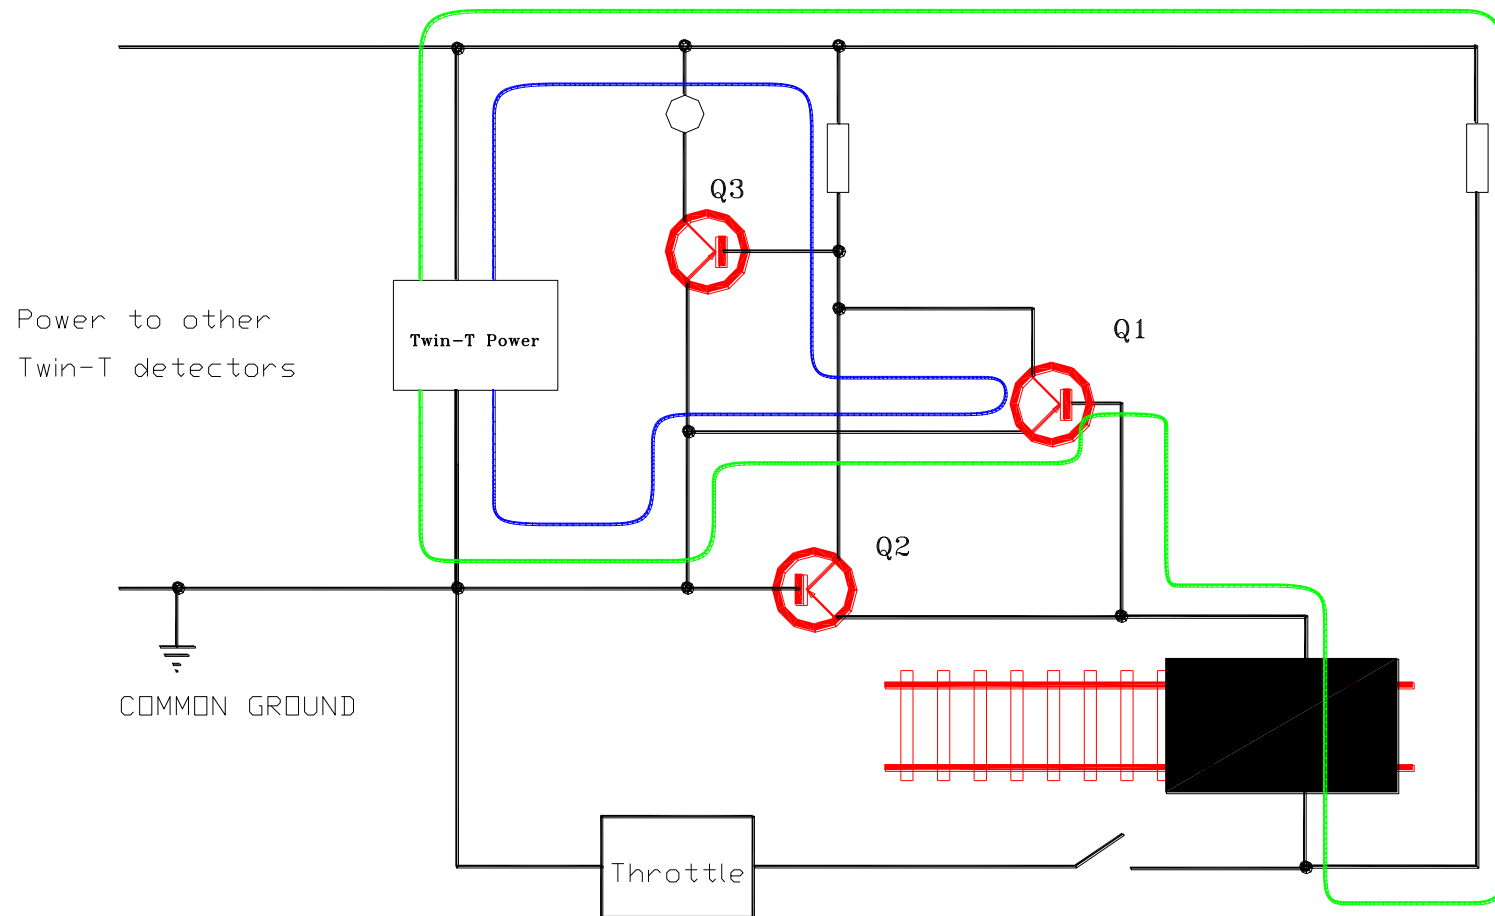 Q3
Q1
Power to other
Twin-T detectors
Twin-T Power
Q2
COMMON GROUND
Throttle